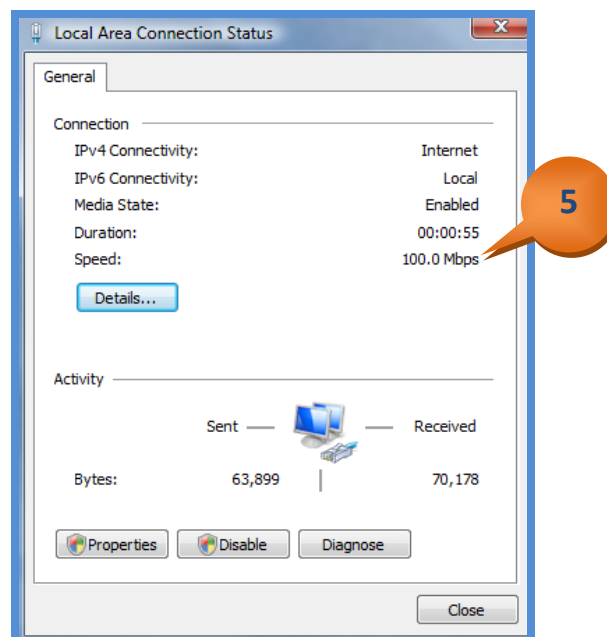 Local Area Connection Status
General
Connection
IPv4 Connectivity: Internet
IPv6 Connectivity: Local
Media State: Enabled
Duration: 00:00:55
Speed: 100.0 Mbps
5
Details...
Activity
Sent Received
Bytes: 63,899 70,178
Properties Disable Diagnose
Close